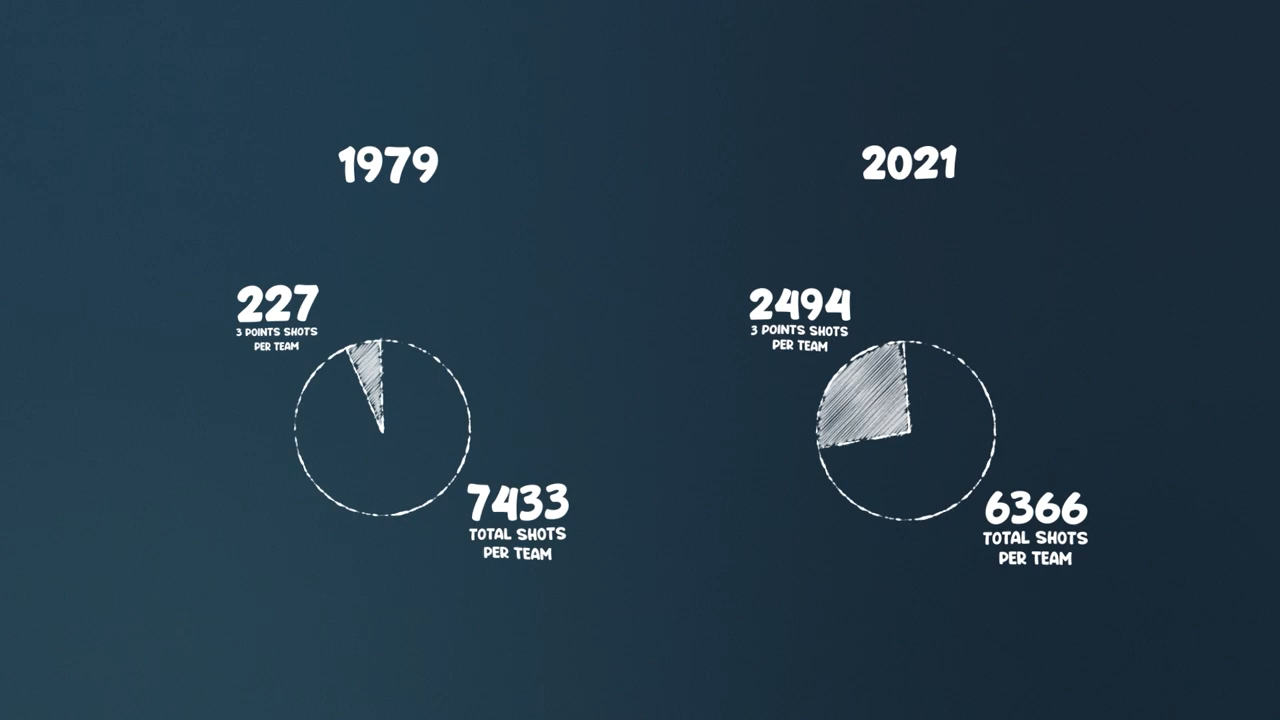 1979
227
3 POINTS SHOTS
PER TEAM
7433
TOTAL SHOTS
PER TEAM
2021
2494
3 POINTS SHOTS
PER TEAM
6366
TOTAL SHOTS
PER TEAM